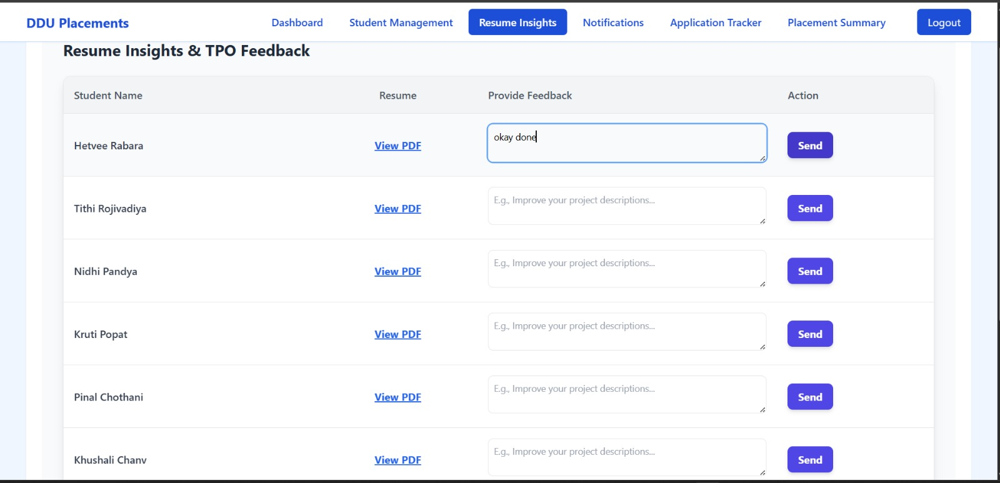 DDU Placements Dashboard Student Management Resume Insights Notifications Application Tracker Placement Summary Logout
Resume Insights & TPO Feedback
Student Name Resume Provide Feedback Action
Hetvee Rabara View PDF okay done Send
Tithi Rojivadiya View PDF E.g., Improve your project descriptions... Send
Nidhi Pandya View PDF E.g., Improve your project descriptions... Send
Kruti Popat View PDF E.g., Improve your project descriptions... Send
Pinal Chothani View PDF E.g., Improve your project descriptions... Send
Khushali Chanv View PDF E.g., Improve your project descriptions... Send